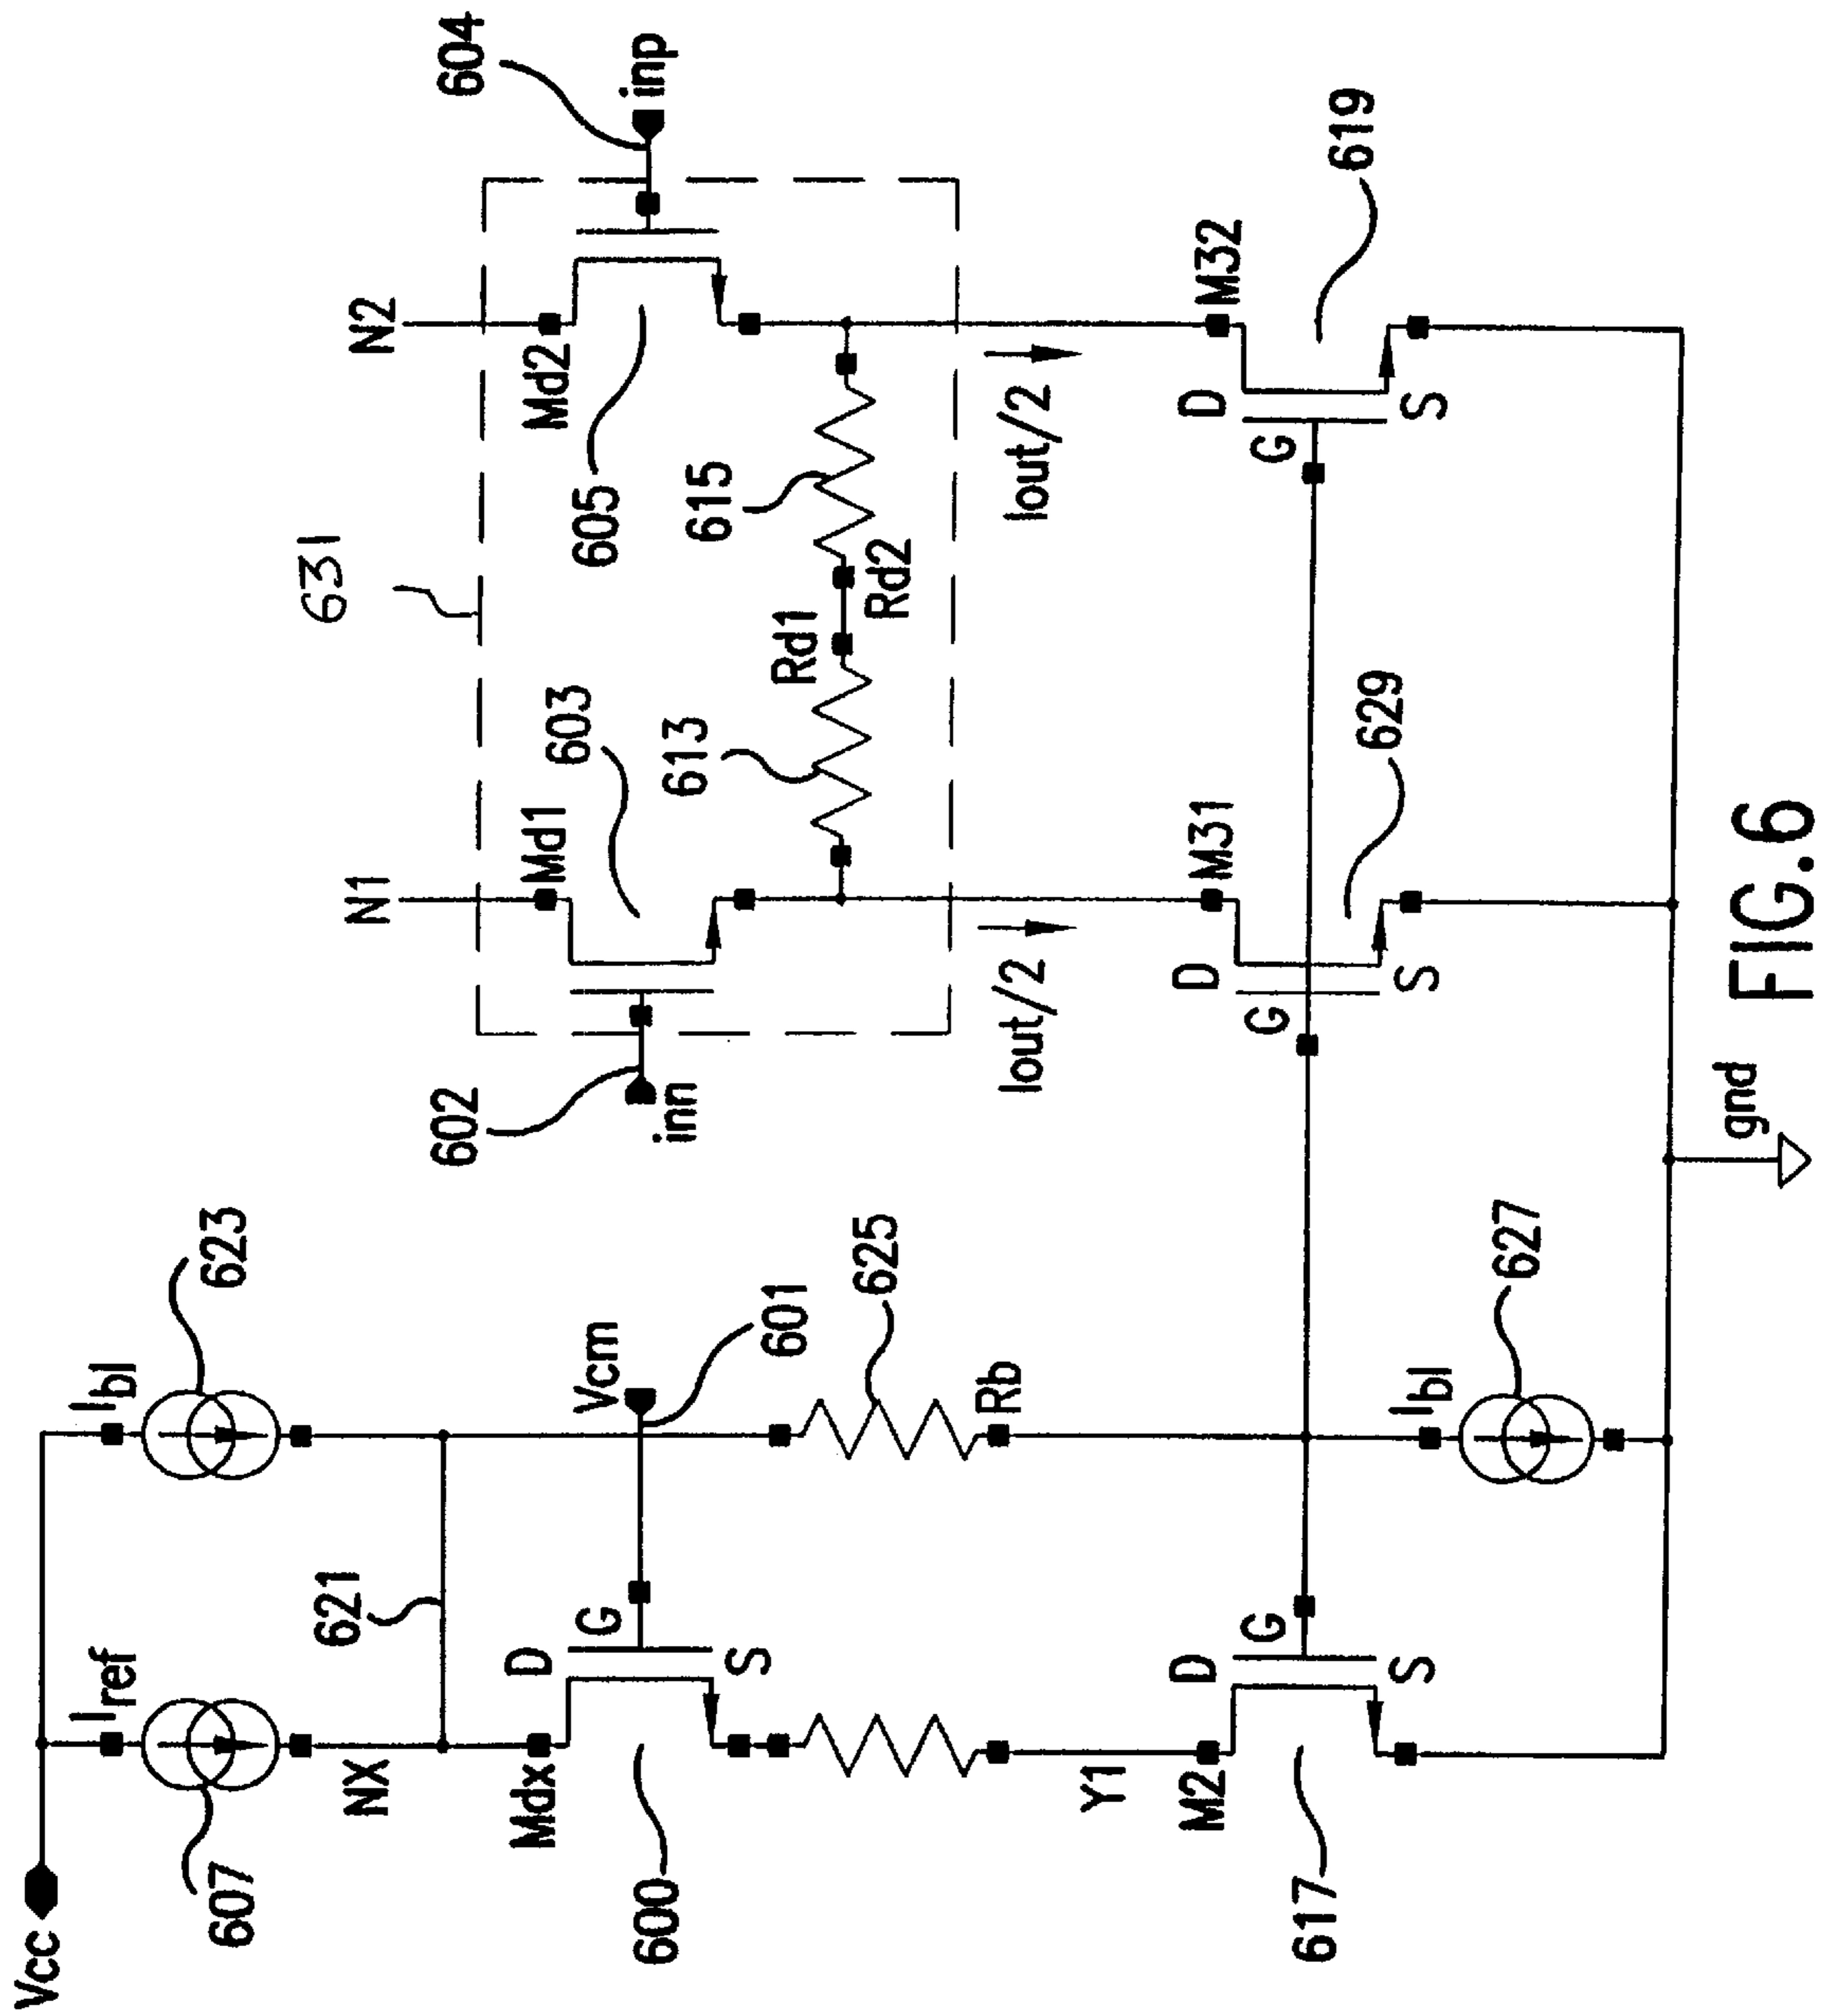 Vcc
Iref
Ibl
607
623
NX
621
N1
N2
631
Mdx
D
G
S
600
Vcm
601
602
inn
Md1
603
Md2
605
604
inp
613
Rd1
615
Rd2
625
Rb
Y1
Iout/2
Iout/2
M2
D
G
S
617
Ibl
627
M31
D
G
S
629
M32
D
G
S
619
gnd
FIG.6